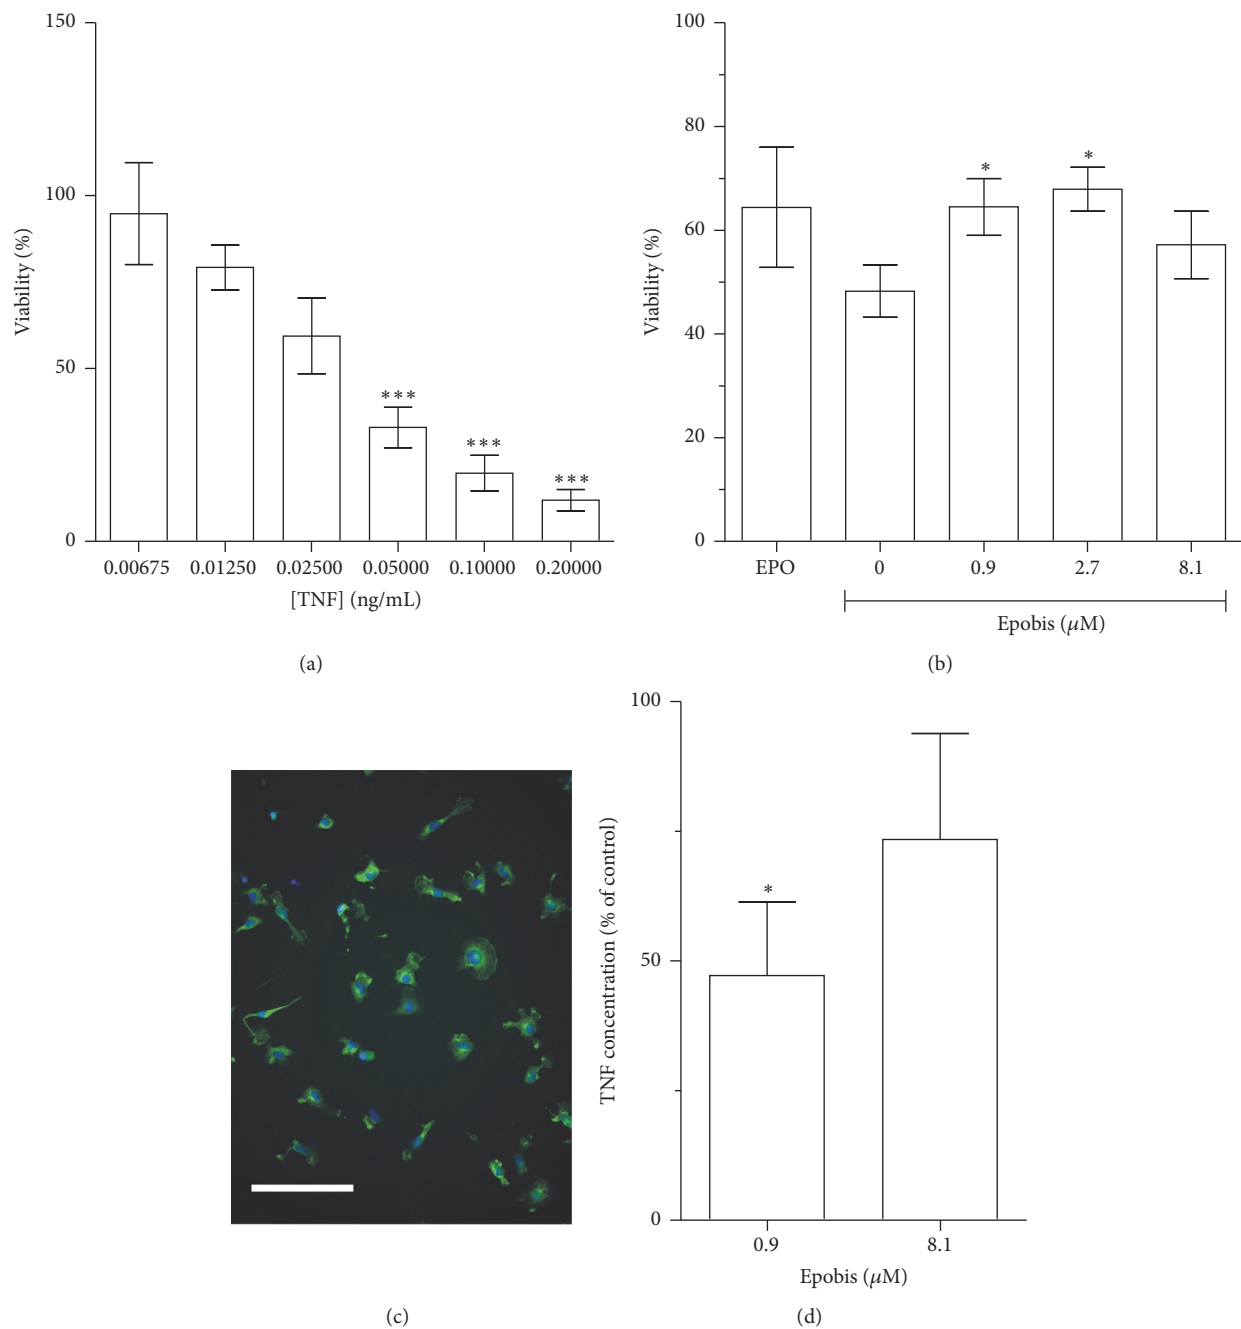 150
100
50
0
Viability (%)
***
***
***
0.00675 0.01250 0.02500 0.05000 0.10000 0.20000
[TNF] (ng/mL)
(a)
100
80
60
40
20
0
Viability (%)
*
*
EPO 0 0.9 2.7 8.1
Epobis (μM)
(b)
(c)
100
50
0
TNF concentration (% of control)
*
0.9 8.1
Epobis (μM)
(d)